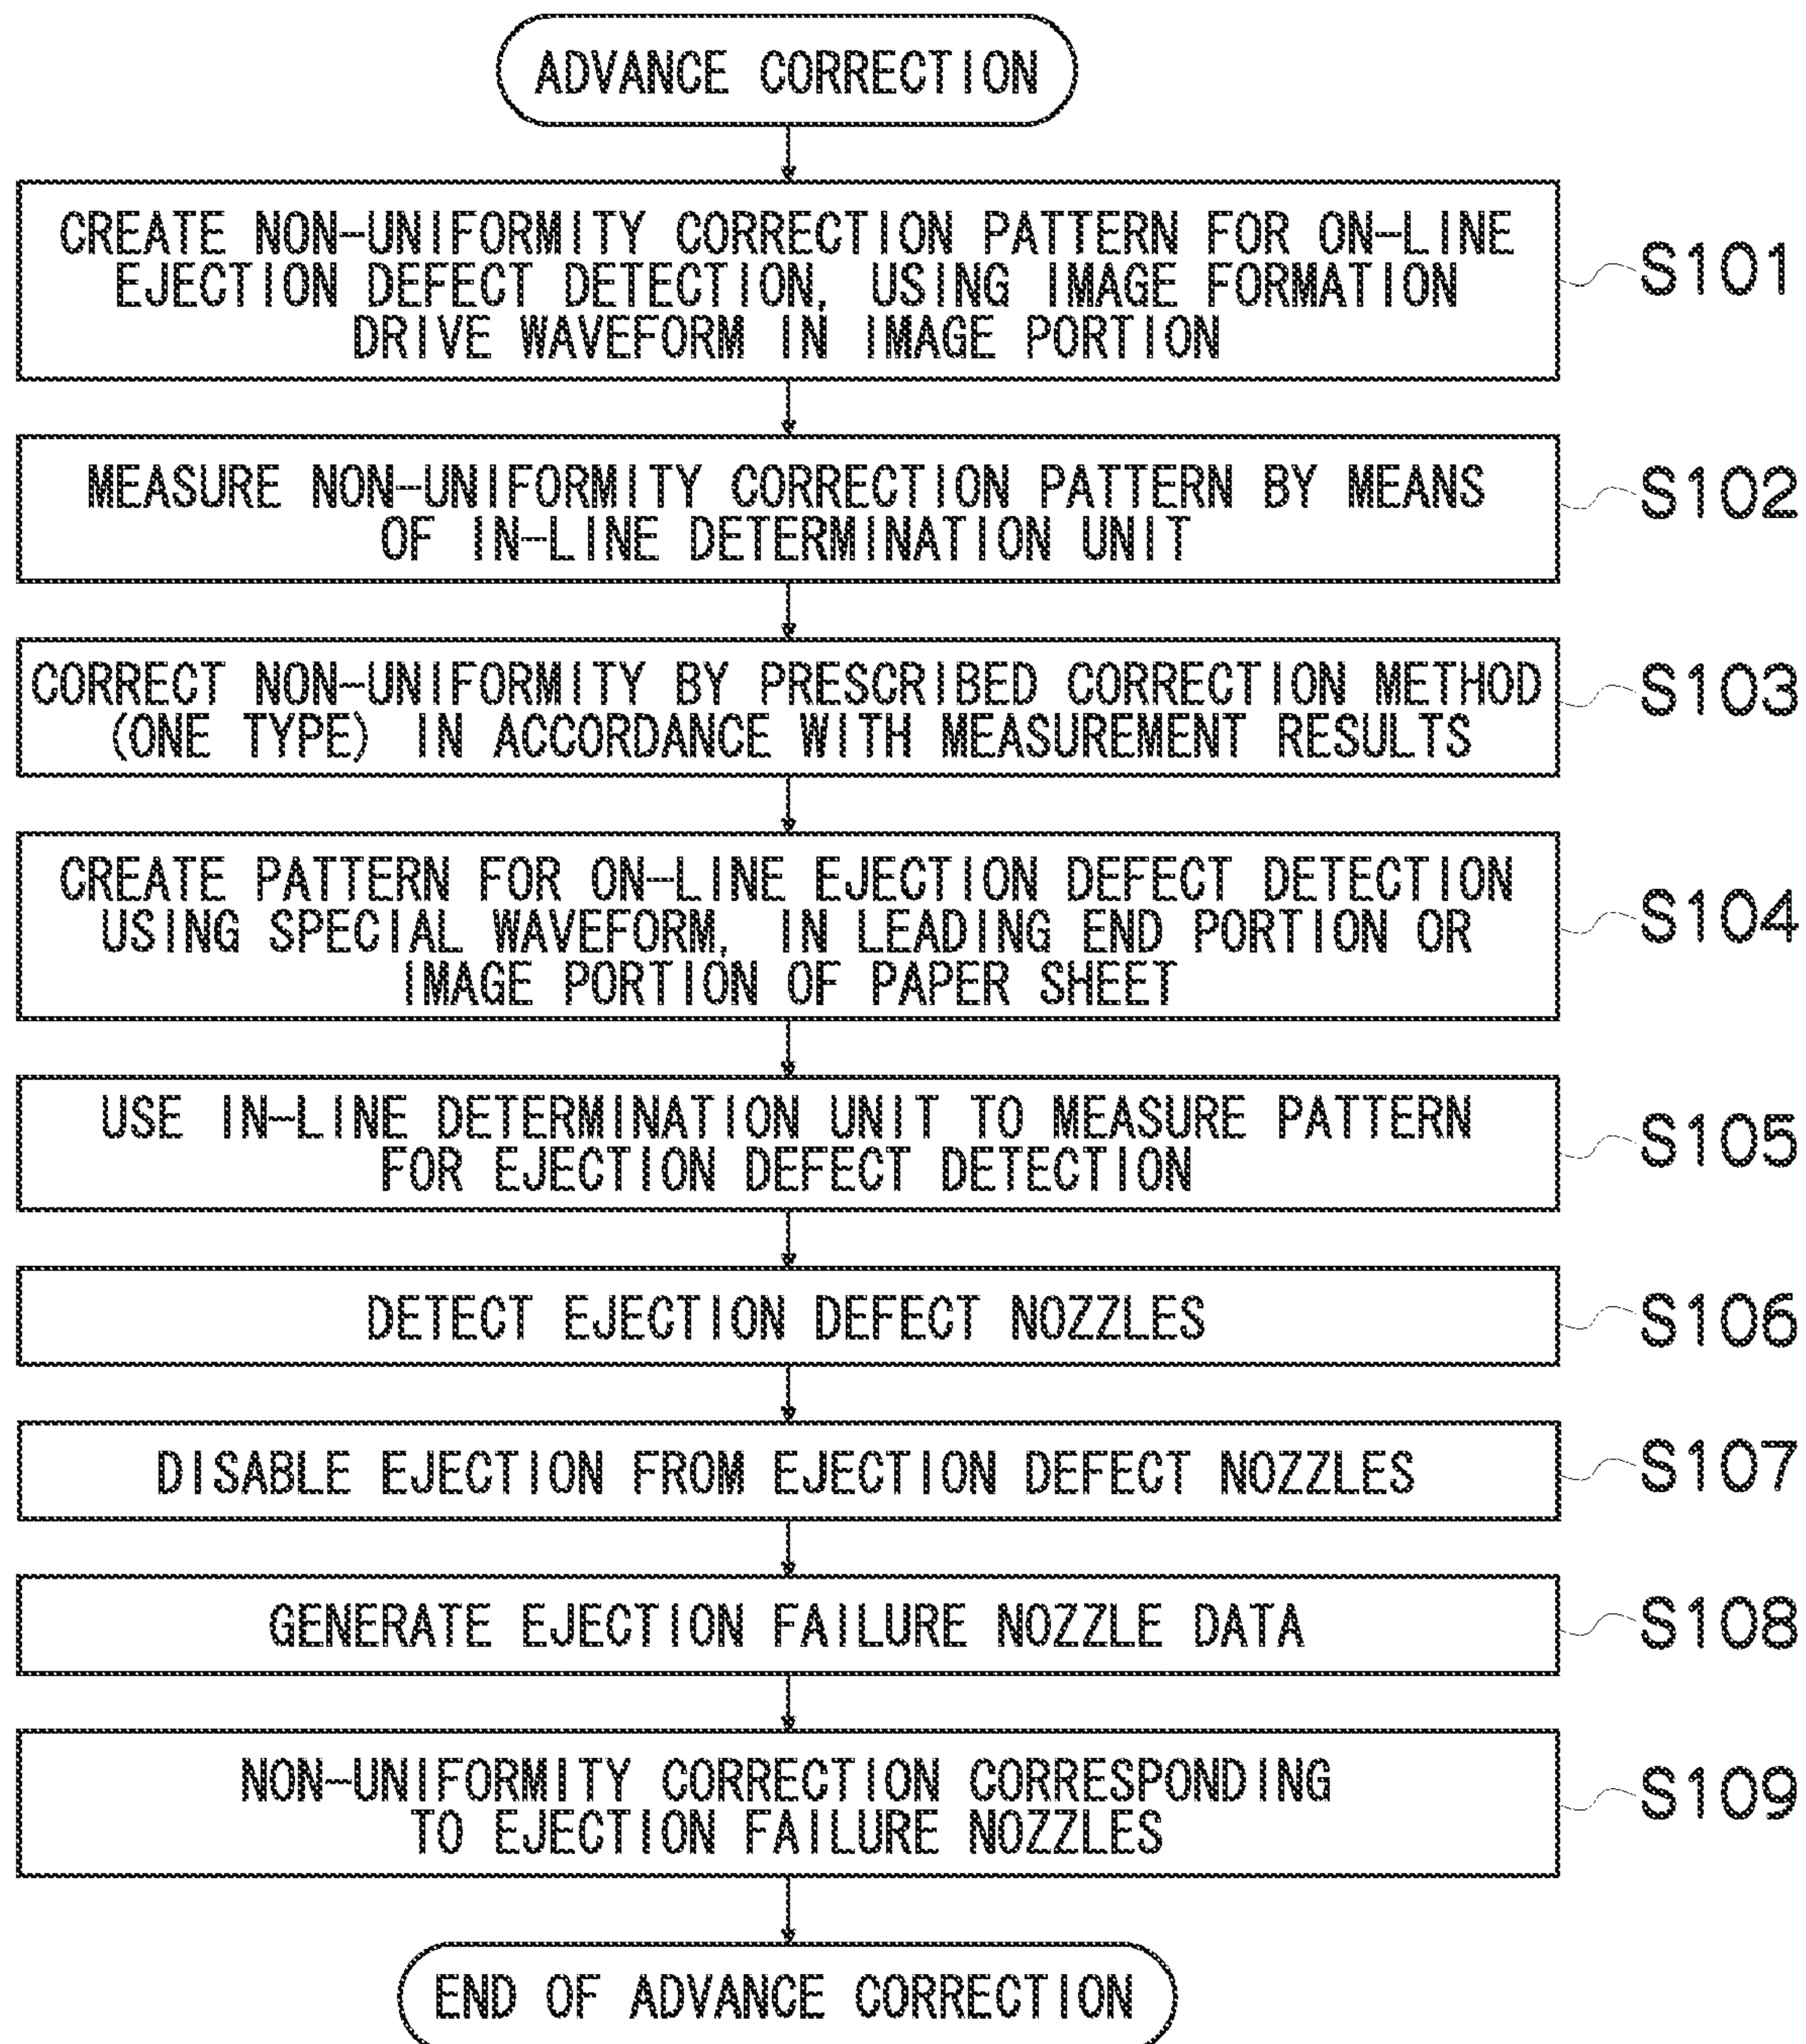 ADVANCE CORRECTION
CREATE NON-UNIFORMITY CORRECTION PATTERN FOR ON-LINE
EJECTION DEFECT DETECTION, USING IMAGE FORMATION
DRIVE WAVEFORM IN IMAGE PORTION
S101
MEASURE NON-UNIFORMITY CORRECTION PATTERN BY MEANS
OF IN-LINE DETERMINATION UNIT
S102
CORRECT NON-UNIFORMITY BY PRESCRIBED CORRECTION METHOD
(ONE TYPE) IN ACCORDANCE WITH MEASUREMENT RESULTS
S103
CREATE PATTERN FOR ON-LINE EJECTION DEFECT DETECTION
USING SPECIAL WAVEFORM, IN LEADING END PORTION OR
IMAGE PORTION OF PAPER SHEET
S104
USE IN-LINE DETERMINATION UNIT TO MEASURE PATTERN
FOR EJECTION DEFECT DETECTION
S105
DETECT EJECTION DEFECT NOZZLES
S106
DISABLE EJECTION FROM EJECTION DEFECT NOZZLES
S107
GENERATE EJECTION FAILURE NOZZLE DATA
S108
NON-UNIFORMITY CORRECTION CORRESPONDING
TO EJECTION FAILURE NOZZLES
S109
END OF ADVANCE CORRECTION